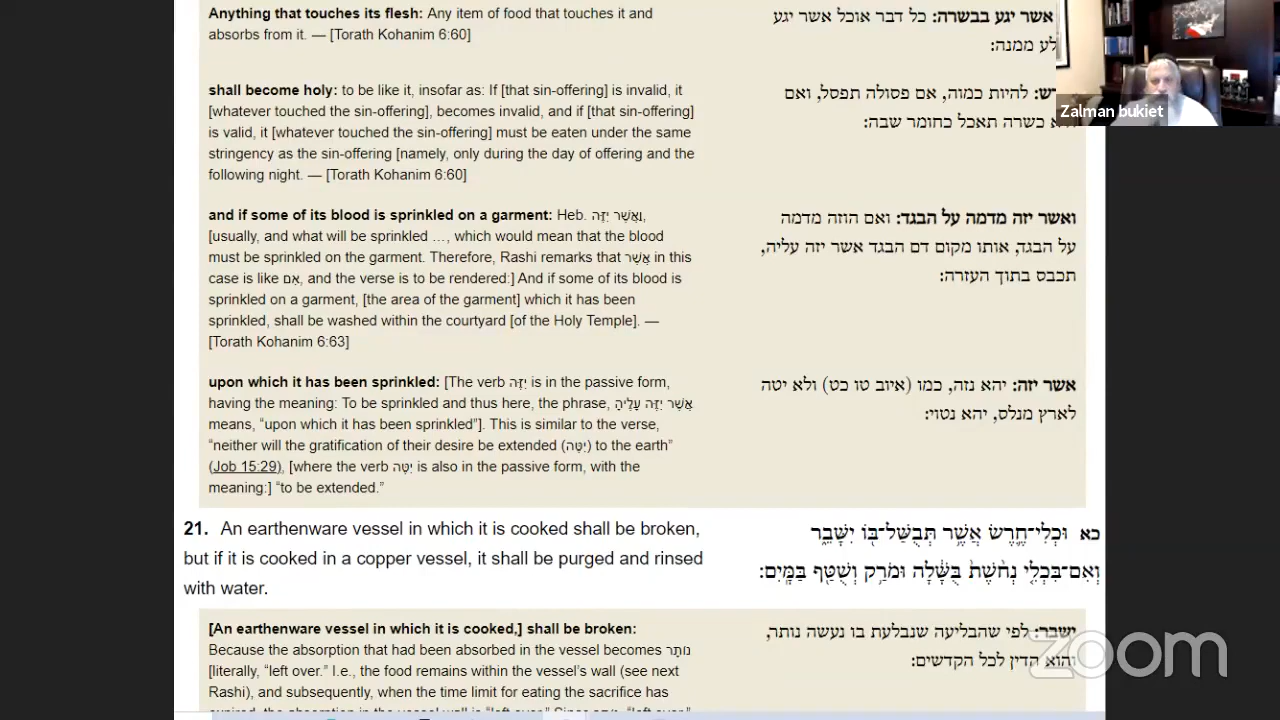 Anything that touches its flesh: Any item of food that touches it and
absorbs from it. — [Torath Kohanim 6:60]
אשר יגע בבשרה: כל דבר אוכל אשר יגע
לע ממנה:
shall become holy: to be like it, insofar as: If [that sin-offering] is invalid, it
[whatever touched the sin-offering], becomes invalid, and if [that sin-offering]
is valid, it [whatever touched the sin-offering] must be eaten under the same
stringency as the sin-offering [namely, only during the day of offering and the
following night. — [Torath Kohanim 6:60]
להיות כמוה, אם פסולה תפסל, ואם
כשרה תאכל כחומר שבה:
Zalman bukiet
and if some of its blood is sprinkled on a garment: Heb. וַאֲשֶׁר יִזֶּה,
[usually, and what will be sprinkled …, which would mean that the blood
must be sprinkled on the garment. Therefore, Rashi remarks that אֲשֶׁר in this
case is like אִם, and the verse is to be rendered:] And if some of its blood is
sprinkled on a garment, [the area of the garment] which it has been
sprinkled, shall be washed within the courtyard [of the Holy Temple]. —
[Torath Kohanim 6:63]
ואשר יזה מדמה על הבגד: ואם הוזה מדמה
על הבגד, אותו מקום דם הבגד אשר יזה עליה,
תכבס בתוך העזרה:
upon which it has been sprinkled: [The verb יִזֶּה is in the passive form,
having the meaning: To be sprinkled and thus here, the phrase, אֲשֶׁר יִזֶּה עָלֶיהָ
means, “upon which it has been sprinkled”]. This is similar to the verse,
“neither will the gratification of their desire be extended (יִטֶּה) to the earth”
(Job 15:29), [where the verb יִטֶּה is also in the passive form, with the
meaning:] “to be extended.”
אשר יזה: יהא נזה, כמו (איוב טו כט) ולא יטה
לארץ מנלס, יהא נטוי:
21. An earthenware vessel in which it is cooked shall be broken,
but if it is cooked in a copper vessel, it shall be purged and rinsed
with water.
כא וּכְלִי־חֶ֛רֶשׂ אֲשֶׁ֥ר תְּבֻשַּׁל־בּ֖וֹ יִשָּׁבֵ֑ר
וְאִם־בִּכְלִ֤י נְחֹ֨שֶׁת֙ בֻּשָּׁ֔לָה וּמֹרַ֥ק וְשֻׁטַּ֖ף בַּמָּֽיִם:
[An earthenware vessel in which it is cooked,] shall be broken:
Because the absorption that had been absorbed in the vessel becomes נוֹתָר
[literally, “left over.” I.e., the food remains within the vessel’s wall (see next
Rashi), and subsequently, when the time limit for eating the sacrifice has
ישבר: לפי שהבליעה שנבלעת בו נעשה נותר,
והוא הדין לכל הקדשים:
zoom